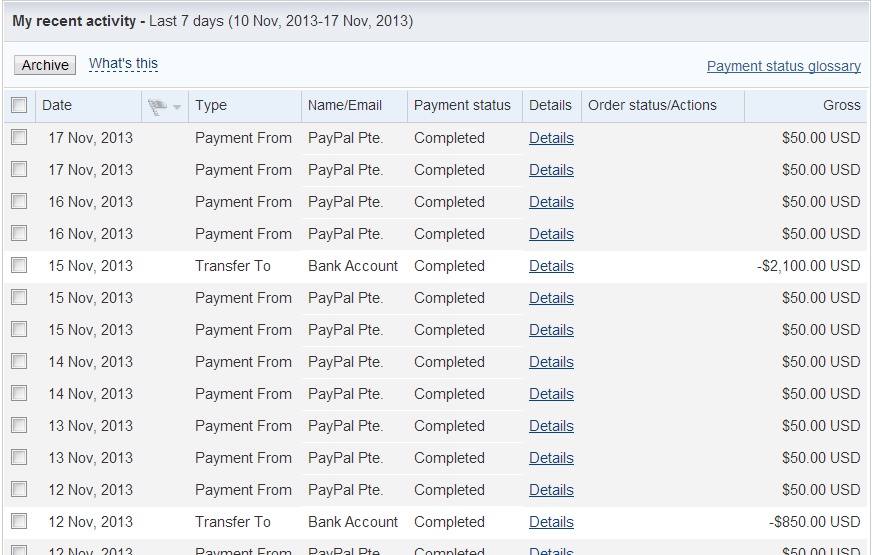 My recent activity - Last 7 days (10 Nov, 2013-17 Nov, 2013)
Archive What's this Payment status glossary
Date Type Name/Email Payment status Details Order status/Actions Gross
17 Nov, 2013 Payment From PayPal Pte. Completed Details $50.00 USD
17 Nov, 2013 Payment From PayPal Pte. Completed Details $50.00 USD
16 Nov, 2013 Payment From PayPal Pte. Completed Details $50.00 USD
16 Nov, 2013 Payment From PayPal Pte. Completed Details $50.00 USD
15 Nov, 2013 Transfer To Bank Account Completed Details -$2,100.00 USD
15 Nov, 2013 Payment From PayPal Pte. Completed Details $50.00 USD
15 Nov, 2013 Payment From PayPal Pte. Completed Details $50.00 USD
14 Nov, 2013 Payment From PayPal Pte. Completed Details $50.00 USD
14 Nov, 2013 Payment From PayPal Pte. Completed Details $50.00 USD
13 Nov, 2013 Payment From PayPal Pte. Completed Details $50.00 USD
13 Nov, 2013 Payment From PayPal Pte. Completed Details $50.00 USD
12 Nov, 2013 Payment From PayPal Pte. Completed Details $50.00 USD
12 Nov, 2013 Transfer To Bank Account Completed Details -$850.00 USD
12 Nov, 2013 Payment From PayPal Pte. Completed Details $50.00 USD